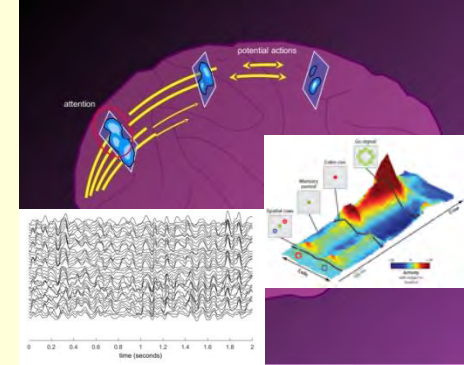 potential actions
attention
Go signal
Color cue
Memory
period
Spatial cues
Cells
Time
Activity
0 0.2 0.4 0.6 0.8 1 1.2 1.4 1.6 1.8 2
time (seconds)